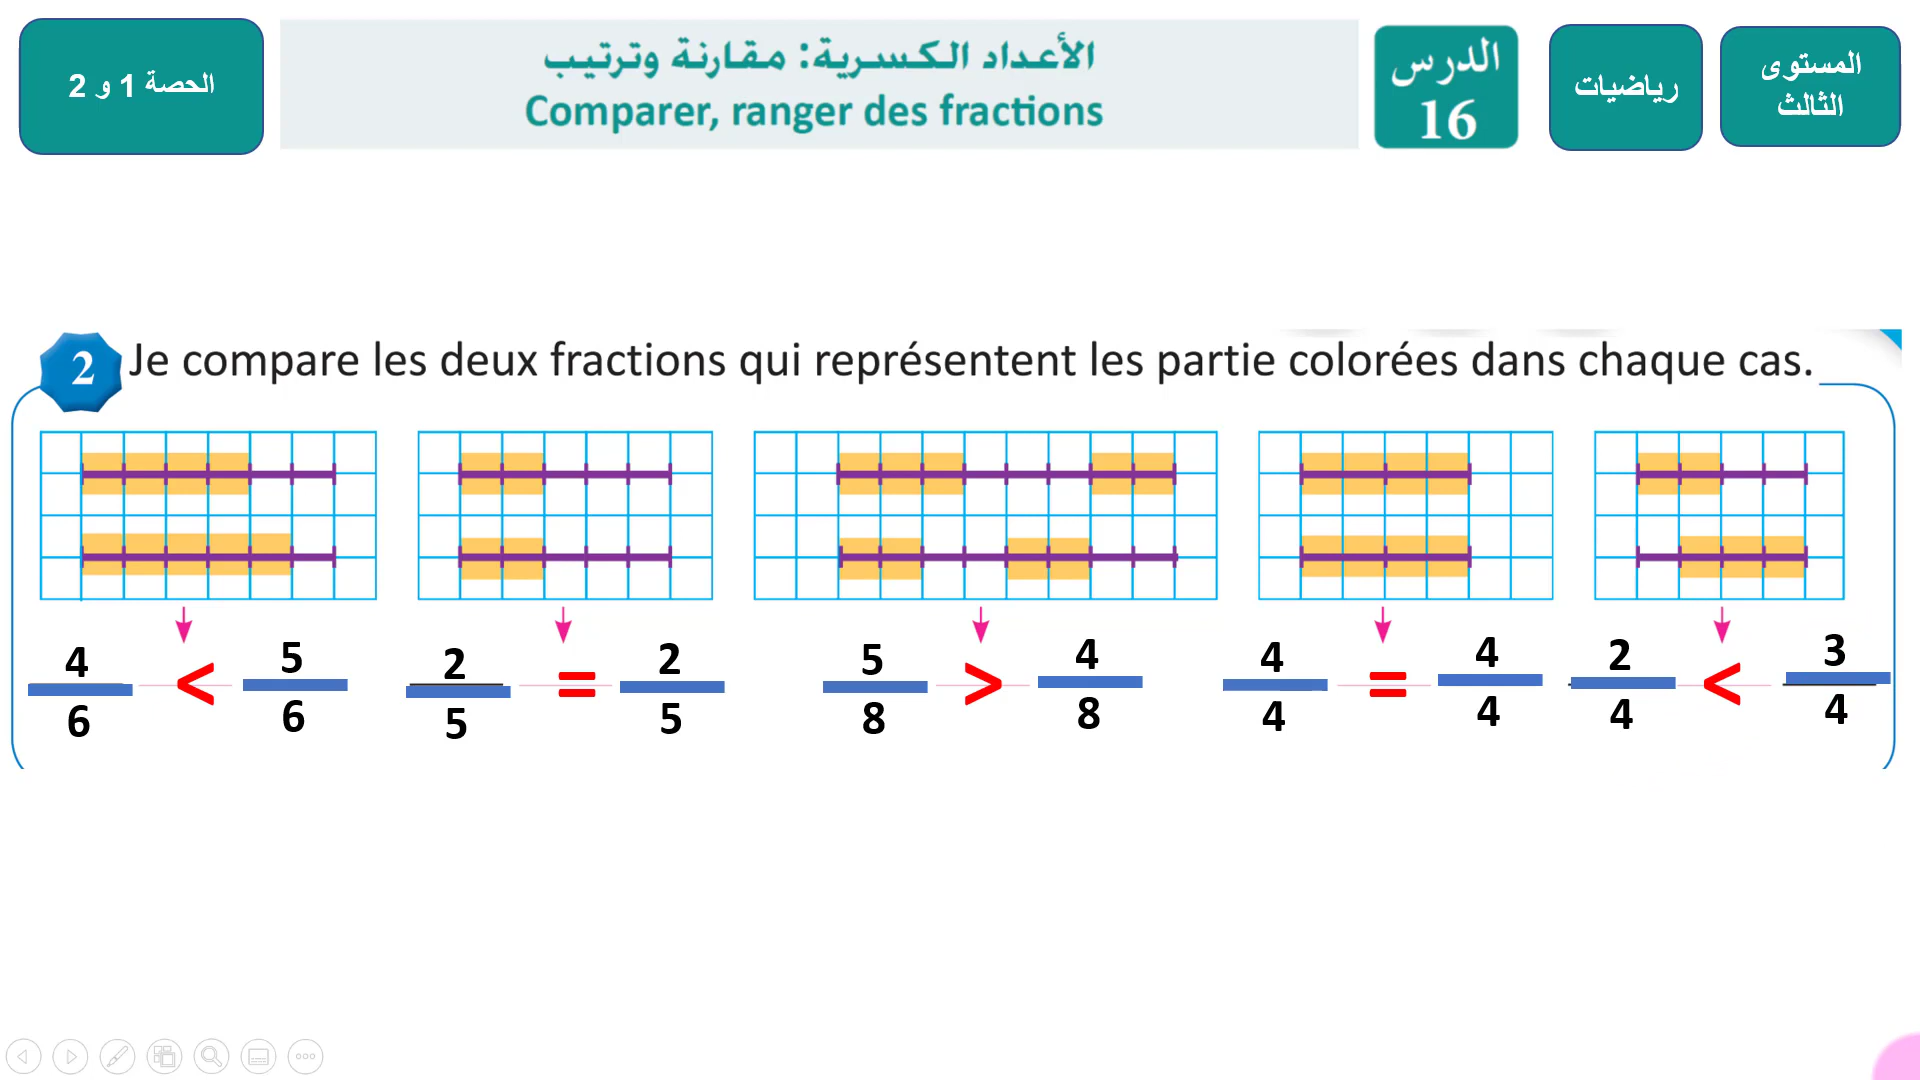 المستوى
الثالث
رياضيات
الدرس
16
الأعداد الكسرية: مقارنة وترتيب
Comparer, ranger des fractions
الحصة 1 و 2
2 Je compare les deux fractions qui représentent les partie colorées dans chaque cas.
4/6 < 5/6
2/5 = 2/5
5/8 > 4/8
4/4 = 4/4
2/4 < 3/4